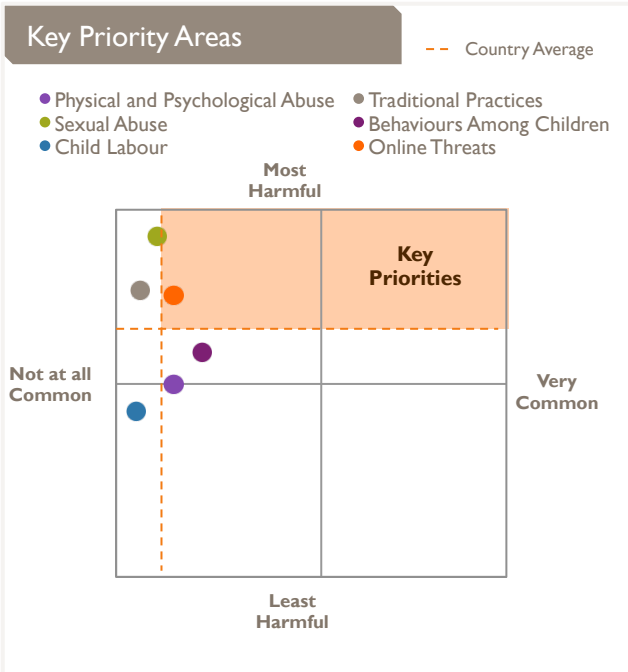 Key Priority Areas
Country Average
Physical and Psychological Abuse
Traditional Practices
Sexual Abuse
Behaviours Among Children
Child Labour
Online Threats
Most
Harmful
Key
Priorities
Not at all
Common
Very
Common
Least
Harmful